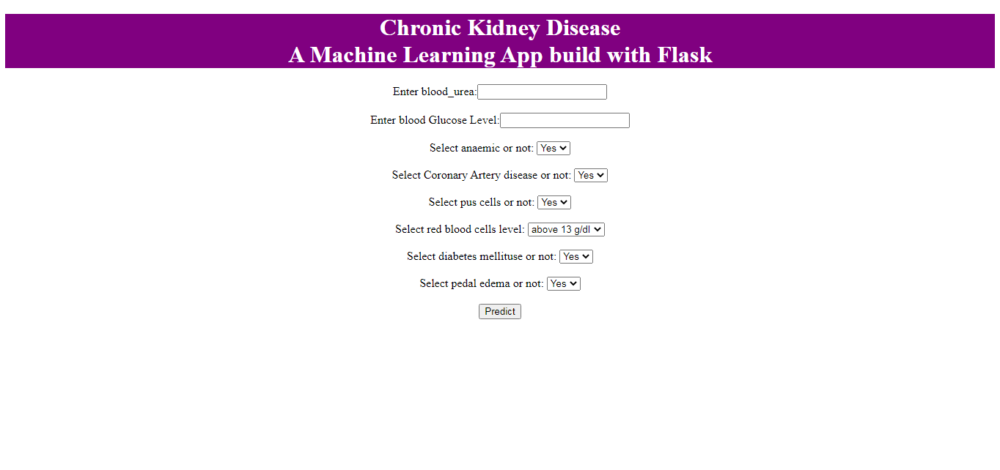 Chronic Kidney Disease
A Machine Learning App build with Flask
Enter blood_urea:
Enter blood Glucose Level:
Select anaemic or not: Yes
Select Coronary Artery disease or not: Yes
Select pus cells or not: Yes
Select red blood cells level: above 13 g/dl
Select diabetes mellituse or not: Yes
Select pedal edema or not: Yes
Predict